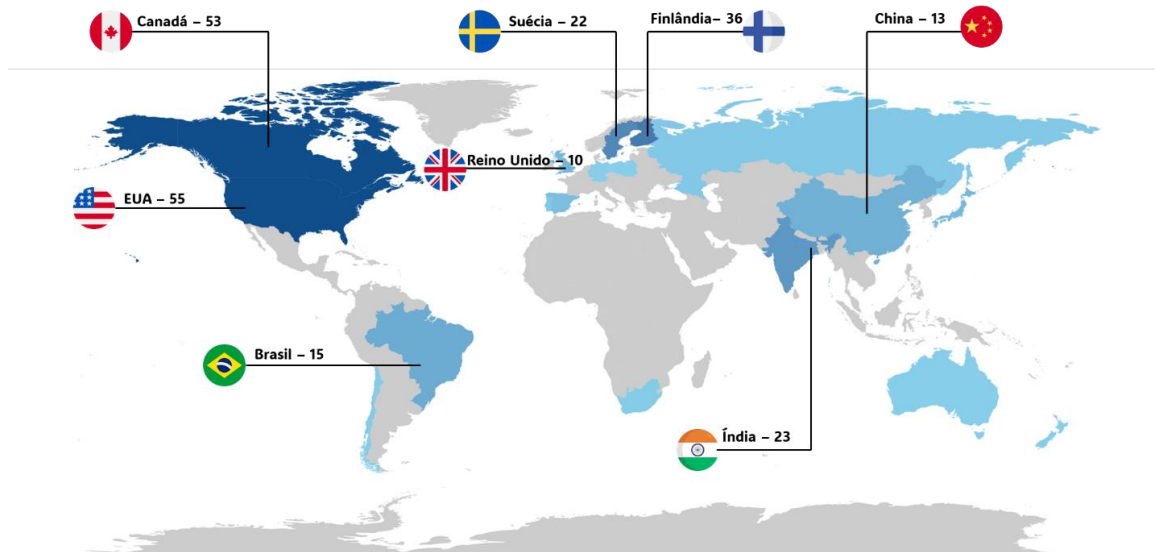 Canadá – 53
Suécia – 22
Finlândia– 36
China – 13
Reino Unido – 10
EUA – 55
Brasil – 15
Índia – 23